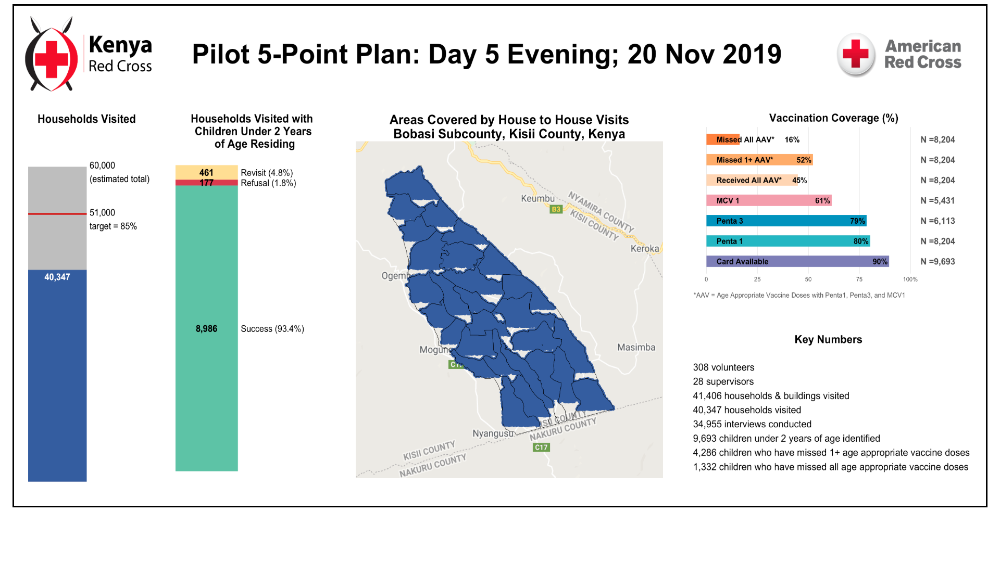 Kenya
Red Cross
Pilot 5-Point Plan: Day 5 Evening; 20 Nov 2019
American
Red Cross
Households Visited
60,000
(estimated total)
51,000
target = 85%
40,347
Households Visited with
Children Under 2 Years
of Age Residing
461
Revisit (4.8%)
177
Refusal (1.8%)
8,986
Success (93.4%)
Areas Covered by House to House Visits
Bobasi Subcounty, Kisii County, Kenya
Keumbu
B3
NYAMIRA COUNTY
KISII COUNTY
Keroka
Ogemb
Masimba
Mogung
C17
ISII COUNTY
NAKURU COUNTY
Nyangusu
C17
KISII COUNTY
NAKURU COUNTY
Vaccination Coverage (%)
Missed All AAV* 16% N =8,204
Missed 1+ AAV* 52% N =8,204
Received All AAV* 45% N =8,204
MCV 1 61% N =5,431
Penta 3 79% N =6,113
Penta 1 80% N =8,204
Card Available 90% N =9,693
0 25 50 75 100%
*AAV = Age Appropriate Vaccine Doses with Penta1, Penta3, and MCV1
Key Numbers
308 volunteers
28 supervisors
41,406 households & buildings visited
40,347 households visited
34,955 interviews conducted
9,693 children under 2 years of age identified
4,286 children who have missed 1+ age appropriate vaccine doses
1,332 children who have missed all age appropriate vaccine doses